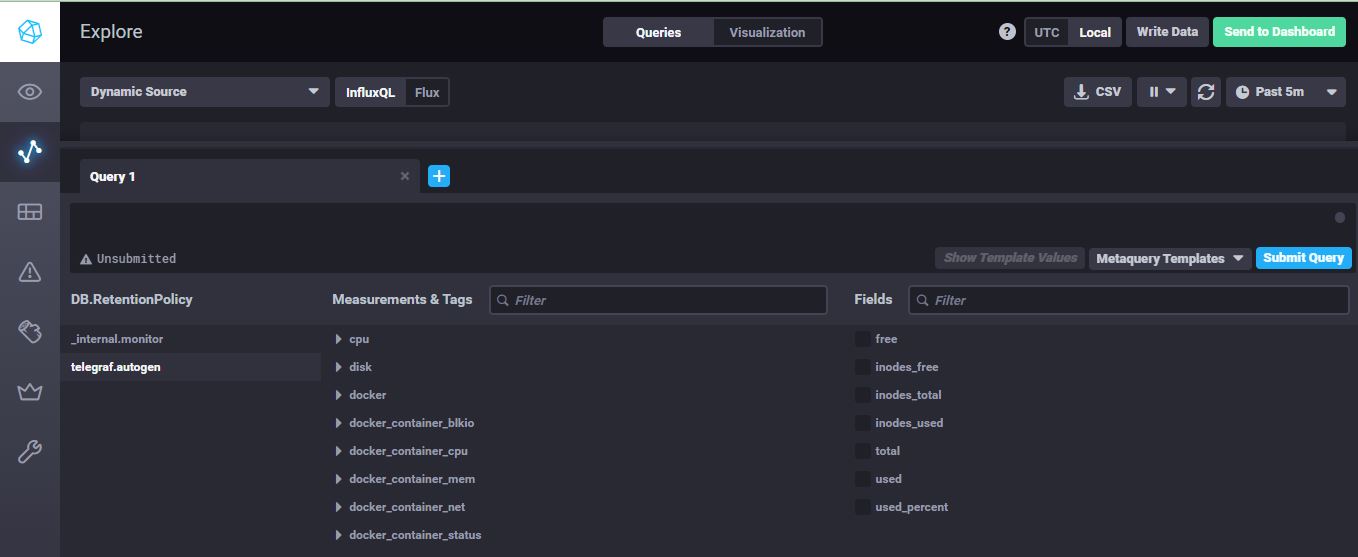 Explore
Queries Visualization
? UTC Local Write Data Send to Dashboard
Dynamic Source InfluxQL Flux CSV Past 5m
Query 1
Unsubmitted Show Template Values Metaquery Templates Submit Query
DB.RetentionPolicy Measurements & Tags Filter Fields Filter
_internal.monitor cpu free
telegraf.autogen disk inodes_free
docker inodes_total
docker_container_blkio inodes_used
docker_container_cpu total
docker_container_mem used
docker_container_net used_percent
docker_container_status